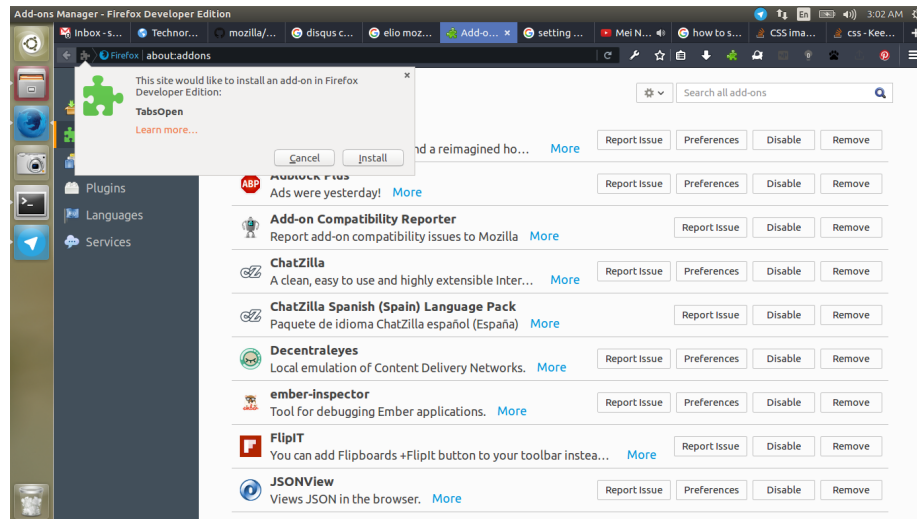 Add-ons Manager - Firefox Developer Edition
En
3:02 AM
Inbox - s...
Technor...
mozilla/...
disqus c...
elio moz...
Add-o...
setting ...
Mei N...
how to s...
CSS ima...
css - Kee...
Firefox about:addons
This site would like to install an add-on in Firefox
Developer Edition:
TabsOpen
Learn more...
Cancel Install
Search all add-ons
Plugins
Languages
Services
nd a reimagined ho... More
Report Issue Preferences Disable Remove
ABP
Adblock Plus
Ads were yesterday! More
Report Issue Preferences Disable Remove
Add-on Compatibility Reporter
Report add-on compatibility issues to Mozilla More
Report Issue Disable Remove
ChatZilla
A clean, easy to use and highly extensible Inter... More
Report Issue Preferences Disable Remove
ChatZilla Spanish (Spain) Language Pack
Paquete de idioma ChatZilla español (España) More
Report Issue Disable Remove
Decentraleyes
Local emulation of Content Delivery Networks. More
Report Issue Preferences Disable Remove
ember-inspector
Tool for debugging Ember applications. More
Report Issue Preferences Disable Remove
FlipIT
You can add Flipboards +FlipIt button to your toolbar instea... More
Report Issue Disable Remove
JSONView
Views JSON in the browser. More
Report Issue Preferences Disable Remove